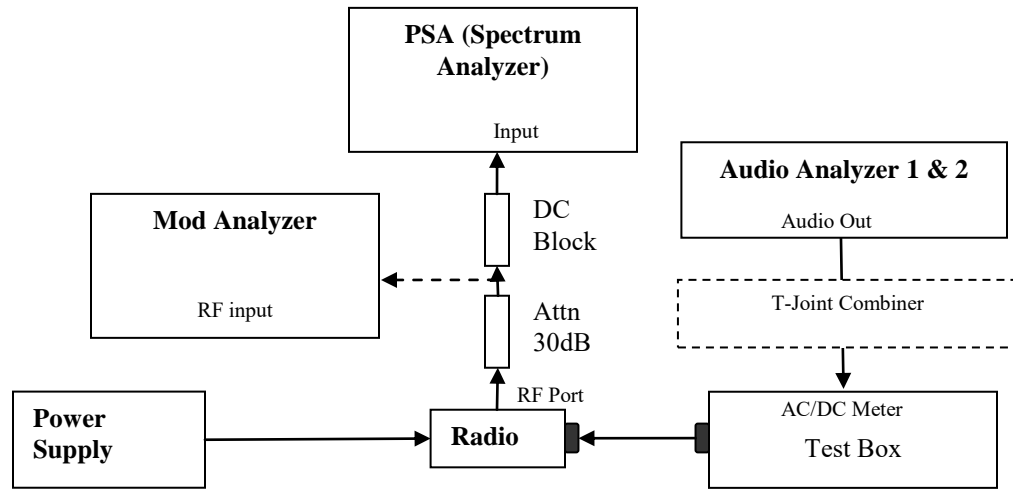 PSA (Spectrum
Analyzer)
Input
Audio Analyzer 1 & 2
Audio Out
Mod Analyzer
RF input
DC
Block
T-Joint Combiner
Attn
30dB
RF Port
Power
Supply
Radio
AC/DC Meter
Test Box